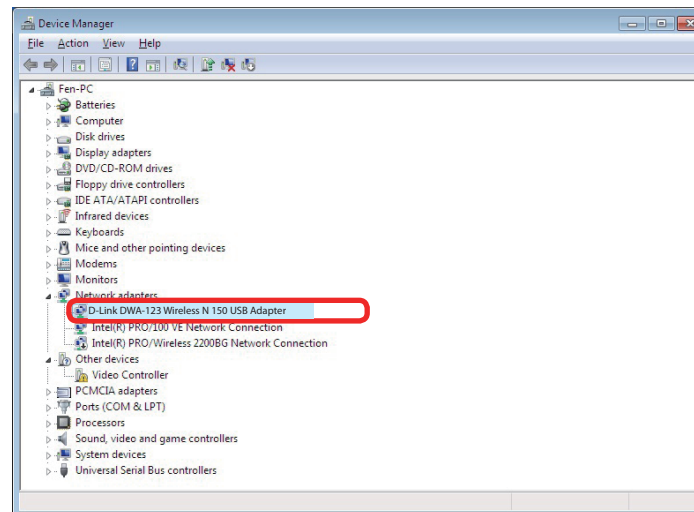 Device Manager
File Action View Help
Fen-PC
Batteries
Computer
Disk drives
Display adapters
DVD/CD-ROM drives
Floppy drive controllers
IDE ATA/ATAPI controllers
Infrared devices
Keyboards
Mice and other pointing devices
Modems
Monitors
Network adapters
D-Link DWA-123 Wireless N 150 USB Adapter
Intel(R) PRO/100 VE Network Connection
Intel(R) PRO/Wireless 2200BG Network Connection
Other devices
Video Controller
PCMCIA adapters
Ports (COM & LPT)
Processors
Sound, video and game controllers
System devices
Universal Serial Bus controllers